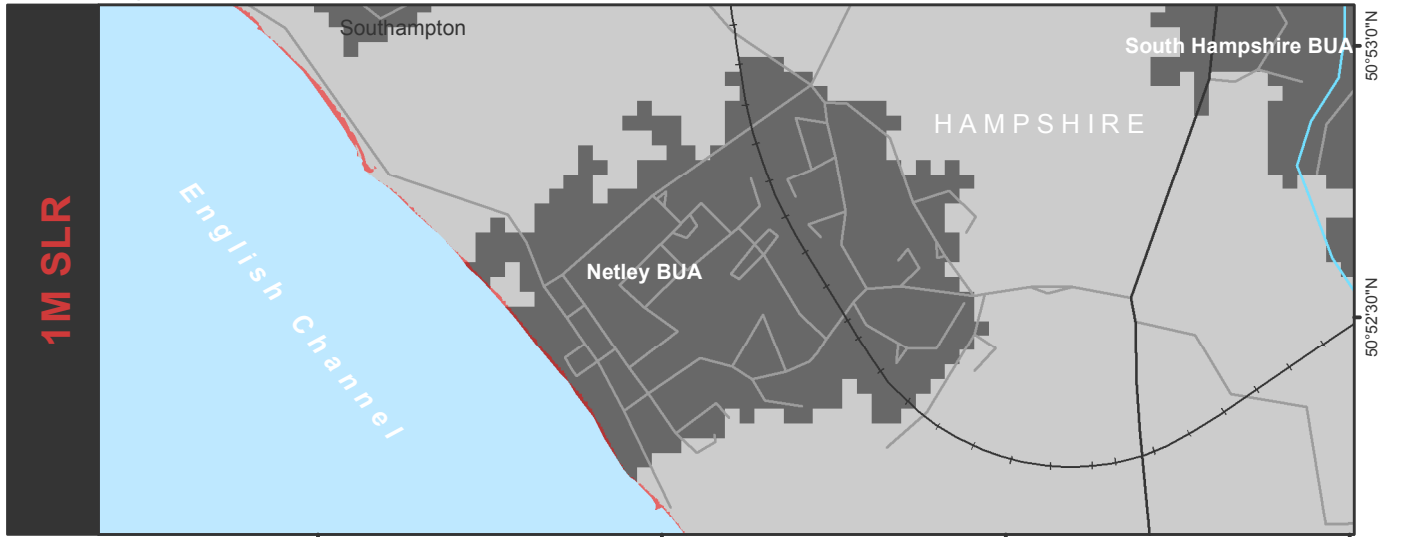 1M SLR
Southampton
South Hampshire BUA
50°53'0"N
HAMPSHIRE
English Channel
Netley BUA
50°52'30"N